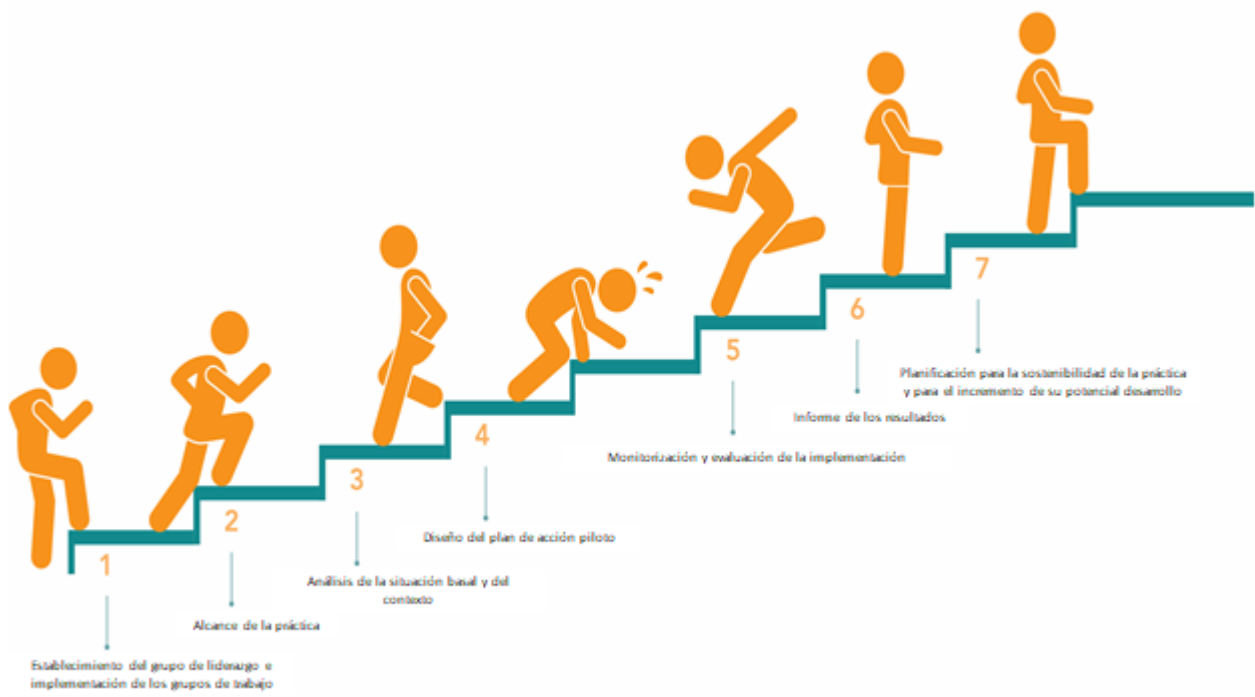 1
Establecimiento del grupo de liderazgo e
implementación de los grupos de trabajo
2
Alcance de la práctica
3
Análisis de la situación basal y del
contexto
4
Diseño del plan de acción piloto
5
Monitorización y evaluación de la implementación
6
Informe de los resultados
7
Planificación para la sostenibilidad de la práctica
y para el incremento de su potencial desarrollo